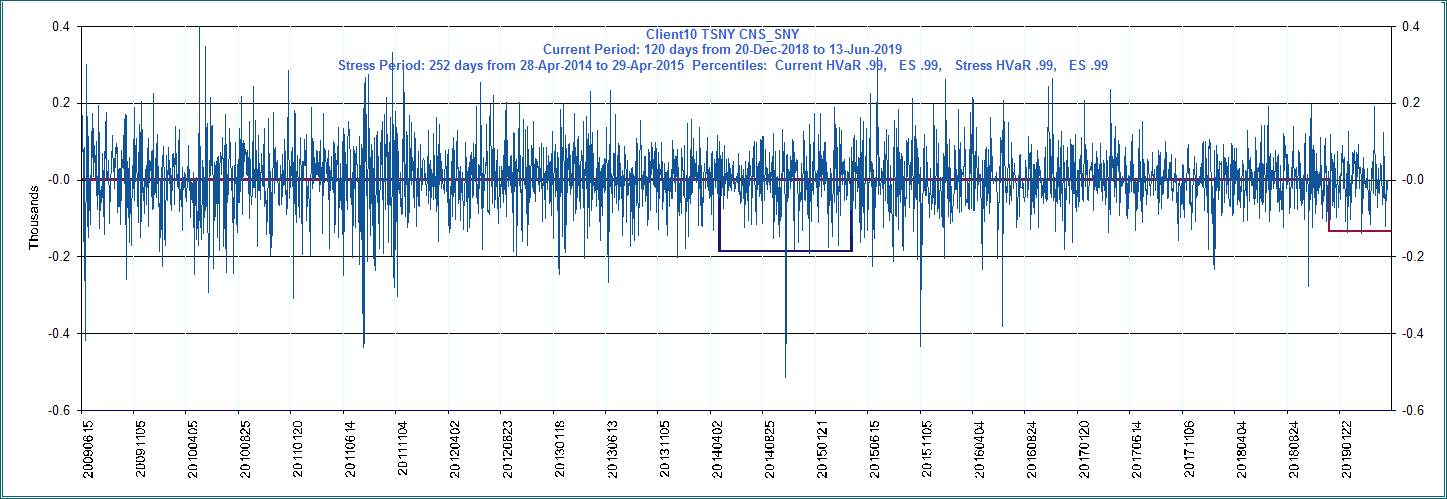 Client10 TSNY CNS_SNY
Current Period: 120 days from 20-Dec-2018 to 13-Jun-2019
Stress Period: 252 days from 28-Apr-2014 to 29-Apr-2015 Percentiles: Current HVaR .99, ES .99, Stress HVaR .99, ES .99
0.4 0.4
0.2 0.2
-0.0 -0.0
-0.2 -0.2
-0.4 -0.4
-0.6 -0.6
Thousands
20090615 20091105 20100405 20100825 20110120 20110614 20111104 20120402 20120823 20130118 20130613 20131105 20140402 20140825 20150121 20150615 20151105 20160404 20160824 20170120 20170614 20171106 20180404 20180824 20190122